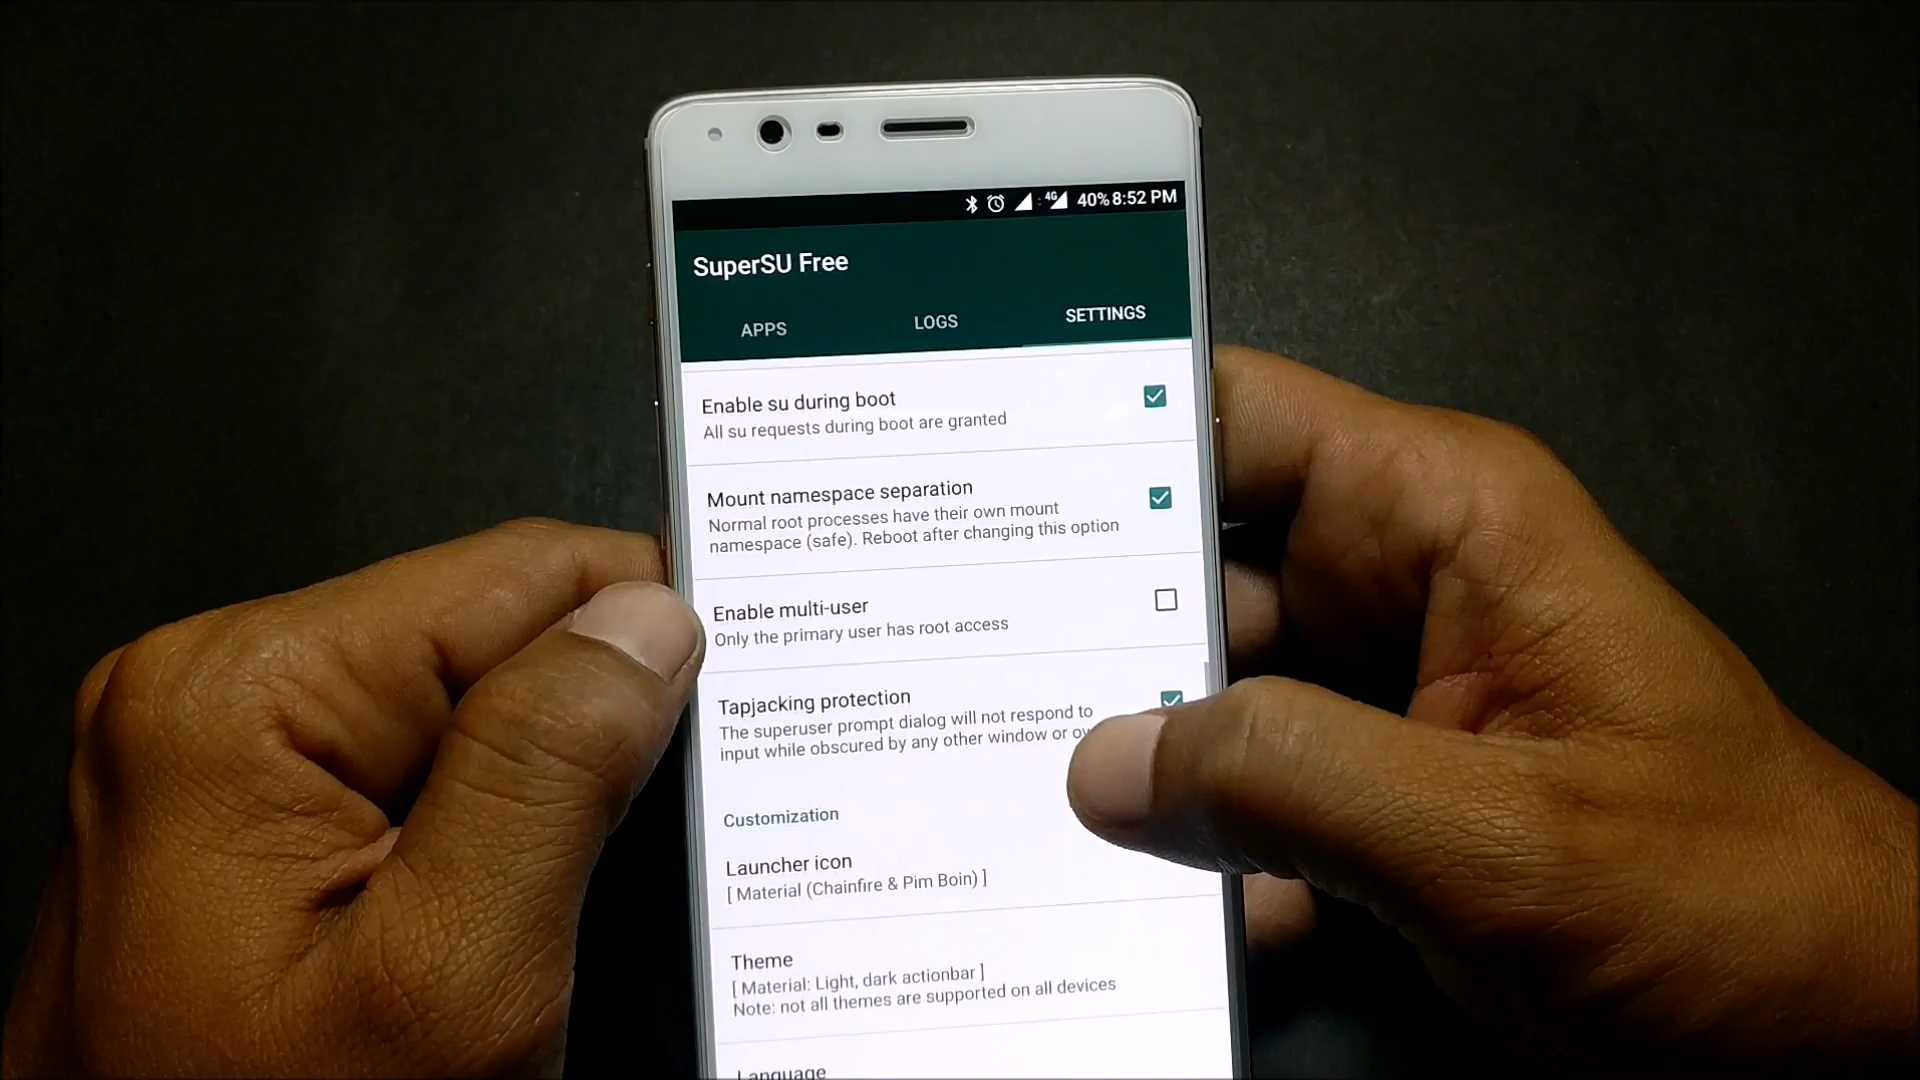 4G 40% 8:52 PM
SuperSU Free
APPS LOGS SETTINGS
Enable su during boot
All su requests during boot are granted
Mount namespace separation
Normal root processes have their own mount
namespace (safe). Reboot after changing this option
Enable multi-user
Only the primary user has root access
Tapjacking protection
The superuser prompt dialog will not respond to
input while obscured by any other window or
Customization
Launcher icon
[ Material (Chainfire & Pim Boin) ]
Theme
[ Material: Light, dark actionbar ]
Note: not all themes are supported on all devices
Language